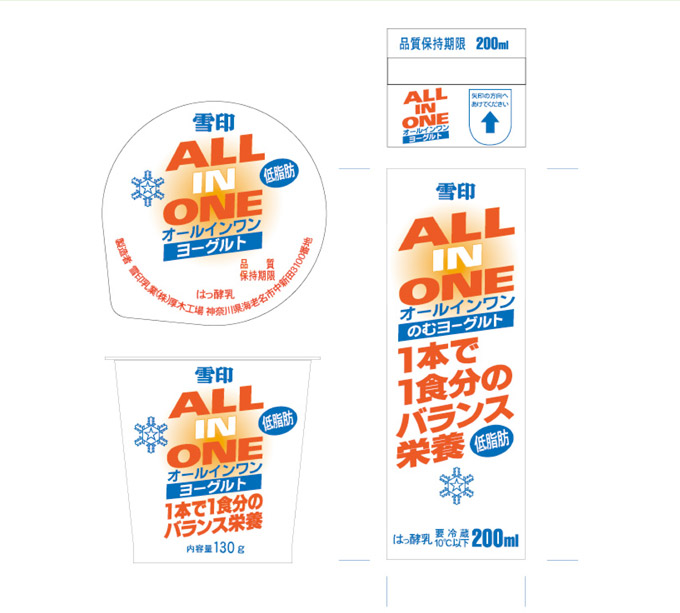 雪印
ALL
IN
ONE
低脂肪
オールインワン
ヨーグルト
品質
保持期限
はっ酵乳
製造者 雪印乳業(株)厚木工場 神奈川県海老名市中新田3100番地
雪印
ALL
IN
ONE
低脂肪
オールインワン
ヨーグルト
1本で1食分の
バランス栄養
内容量130g
品質保持期限 200ml
ALL
IN
ONE
オールインワン
のむヨーグルト
矢印の方向へ
あけてください
雪印
ALL
IN
ONE
オールインワン
のむヨーグルト
1本で
1食分の
バランス
栄養
低脂肪
はっ酵乳 要冷蔵 10℃以下 200ml